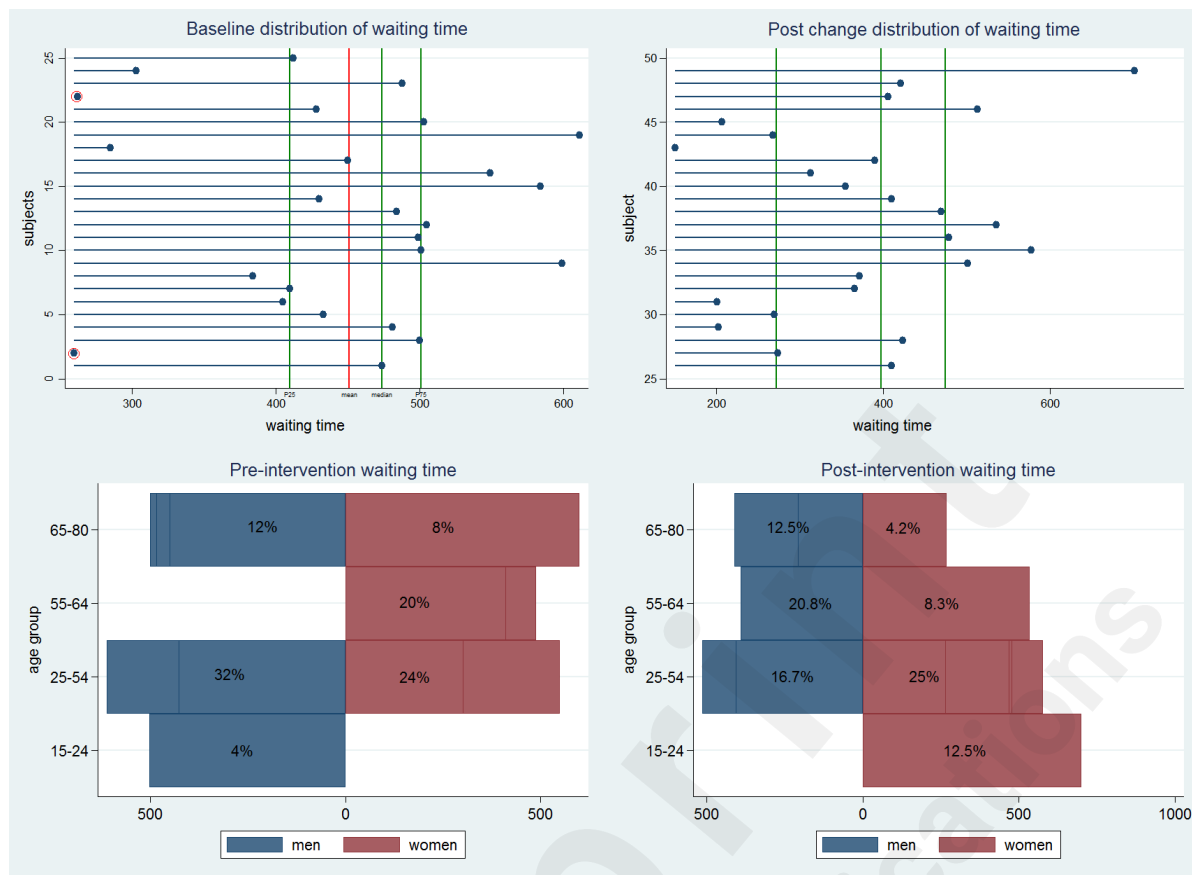 Baseline distribution of waiting time
subjects
25
20
15
10
5
0
300 400 500 600
P25 mean median P75
waiting time
Post change distribution of waiting time
subject
50
45
40
35
30
25
200 400 600
waiting time
Pre-intervention waiting time
age group
65-80 12% 8%
55-64 20%
25-54 32% 24%
15-24 4%
500 0 500
men women
Post-intervention waiting time
age group
65-80 12.5% 4.2%
55-64 20.8% 8.3%
25-54 16.7% 25%
15-24 12.5%
500 0 500 1000
men women